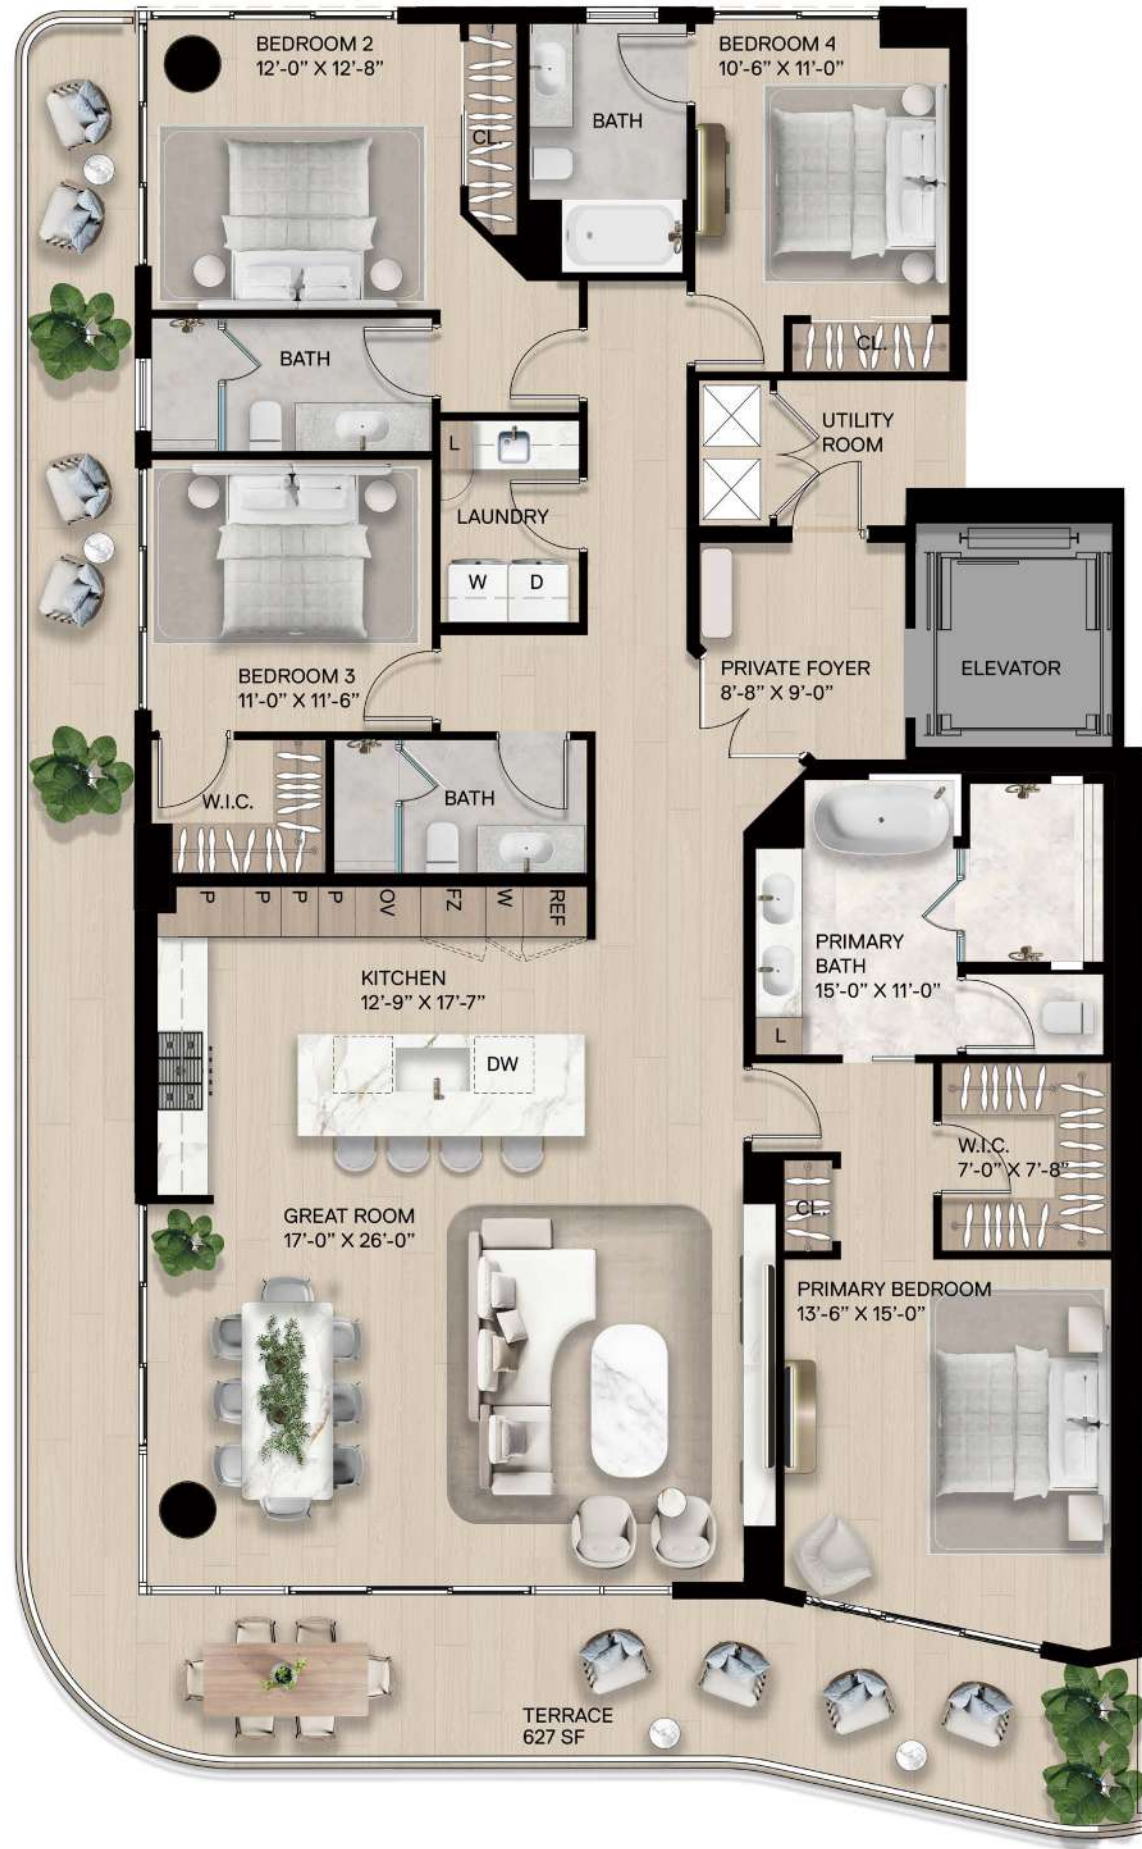 BEDROOM 2
12'-0" X 12'-8"
CL.
BATH
BEDROOM 4
10'-6" X 11'-0"
CL.
BATH
L
LAUNDRY
W
D
UTILITY
ROOM
BEDROOM 3
11'-0" X 11'-6"
PRIVATE FOYER
8'-8" X 9'-0"
ELEVATOR
W.I.C.
BATH
P
P
P
P
OV
FZ
W
REF
KITCHEN
12'-9" X 17'-7"
DW
PRIMARY
BATH
15'-0" X 11'-0"
L
W.I.C.
7'-0" X 7'-8"
CL.
GREAT ROOM
17'-0" X 26'-0"
PRIMARY BEDROOM
13'-6" X 15'-0"
TERRACE
627 SF